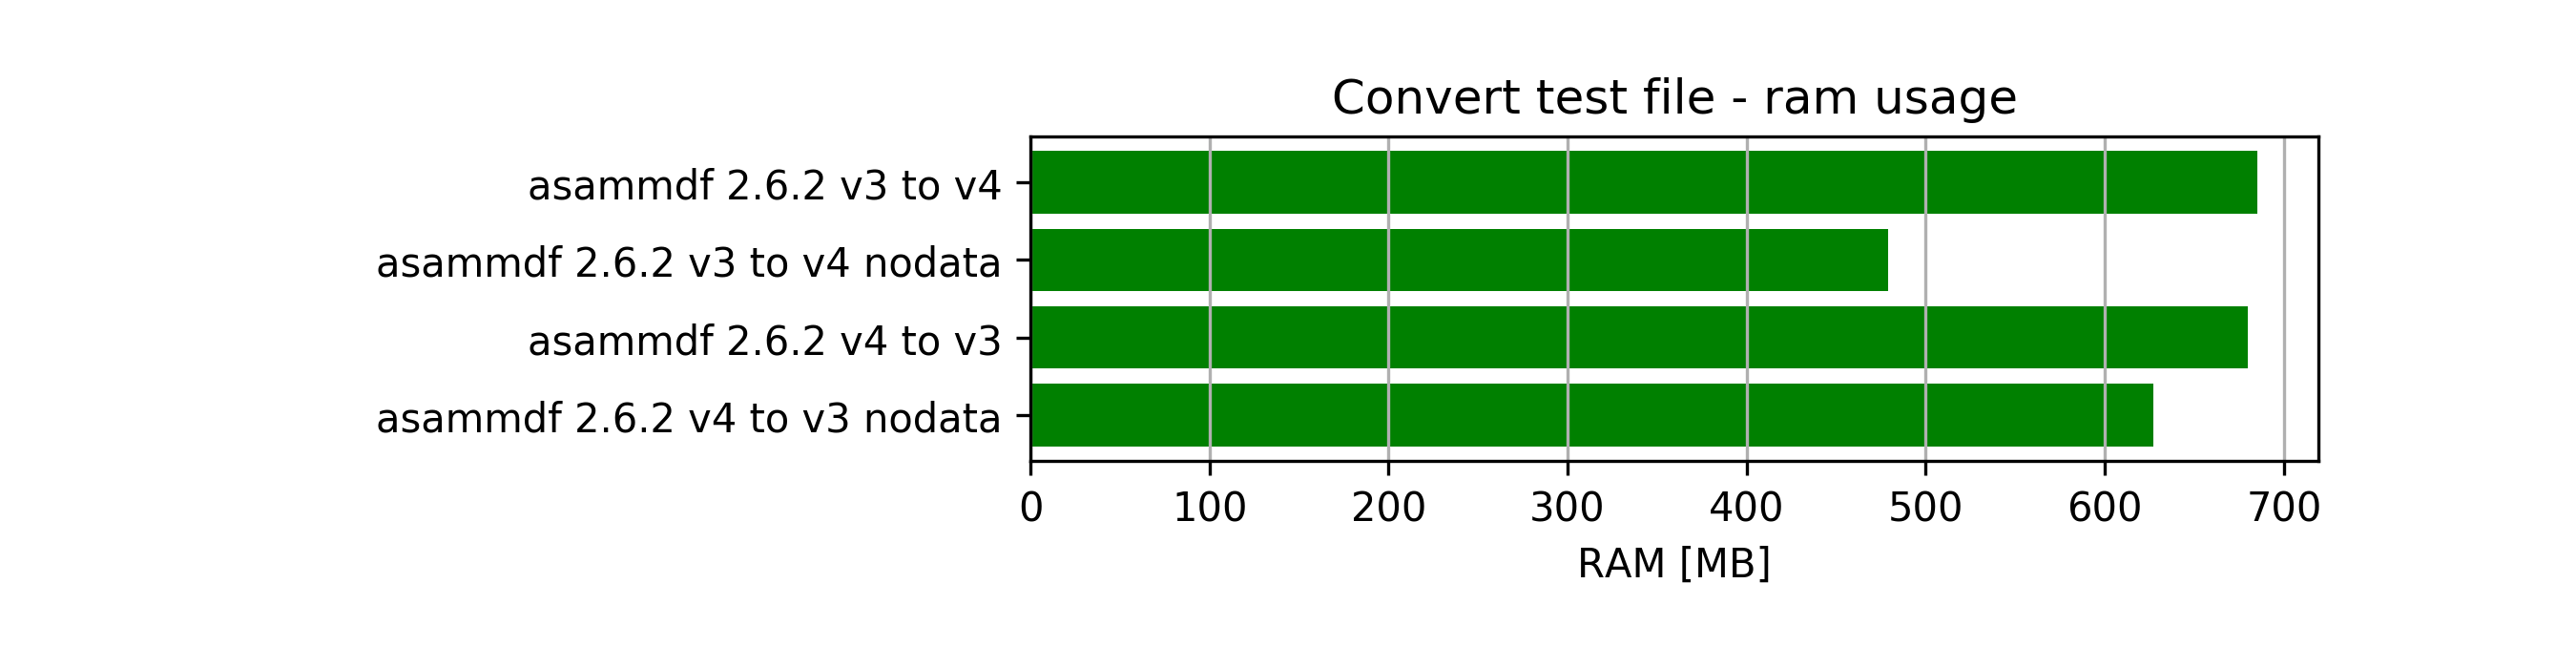 Convert test file - ram usage
asammdf 2.6.2 v3 to v4
asammdf 2.6.2 v3 to v4 nodata
asammdf 2.6.2 v4 to v3
asammdf 2.6.2 v4 to v3 nodata
0 100 200 300 400 500 600 700
RAM [MB]